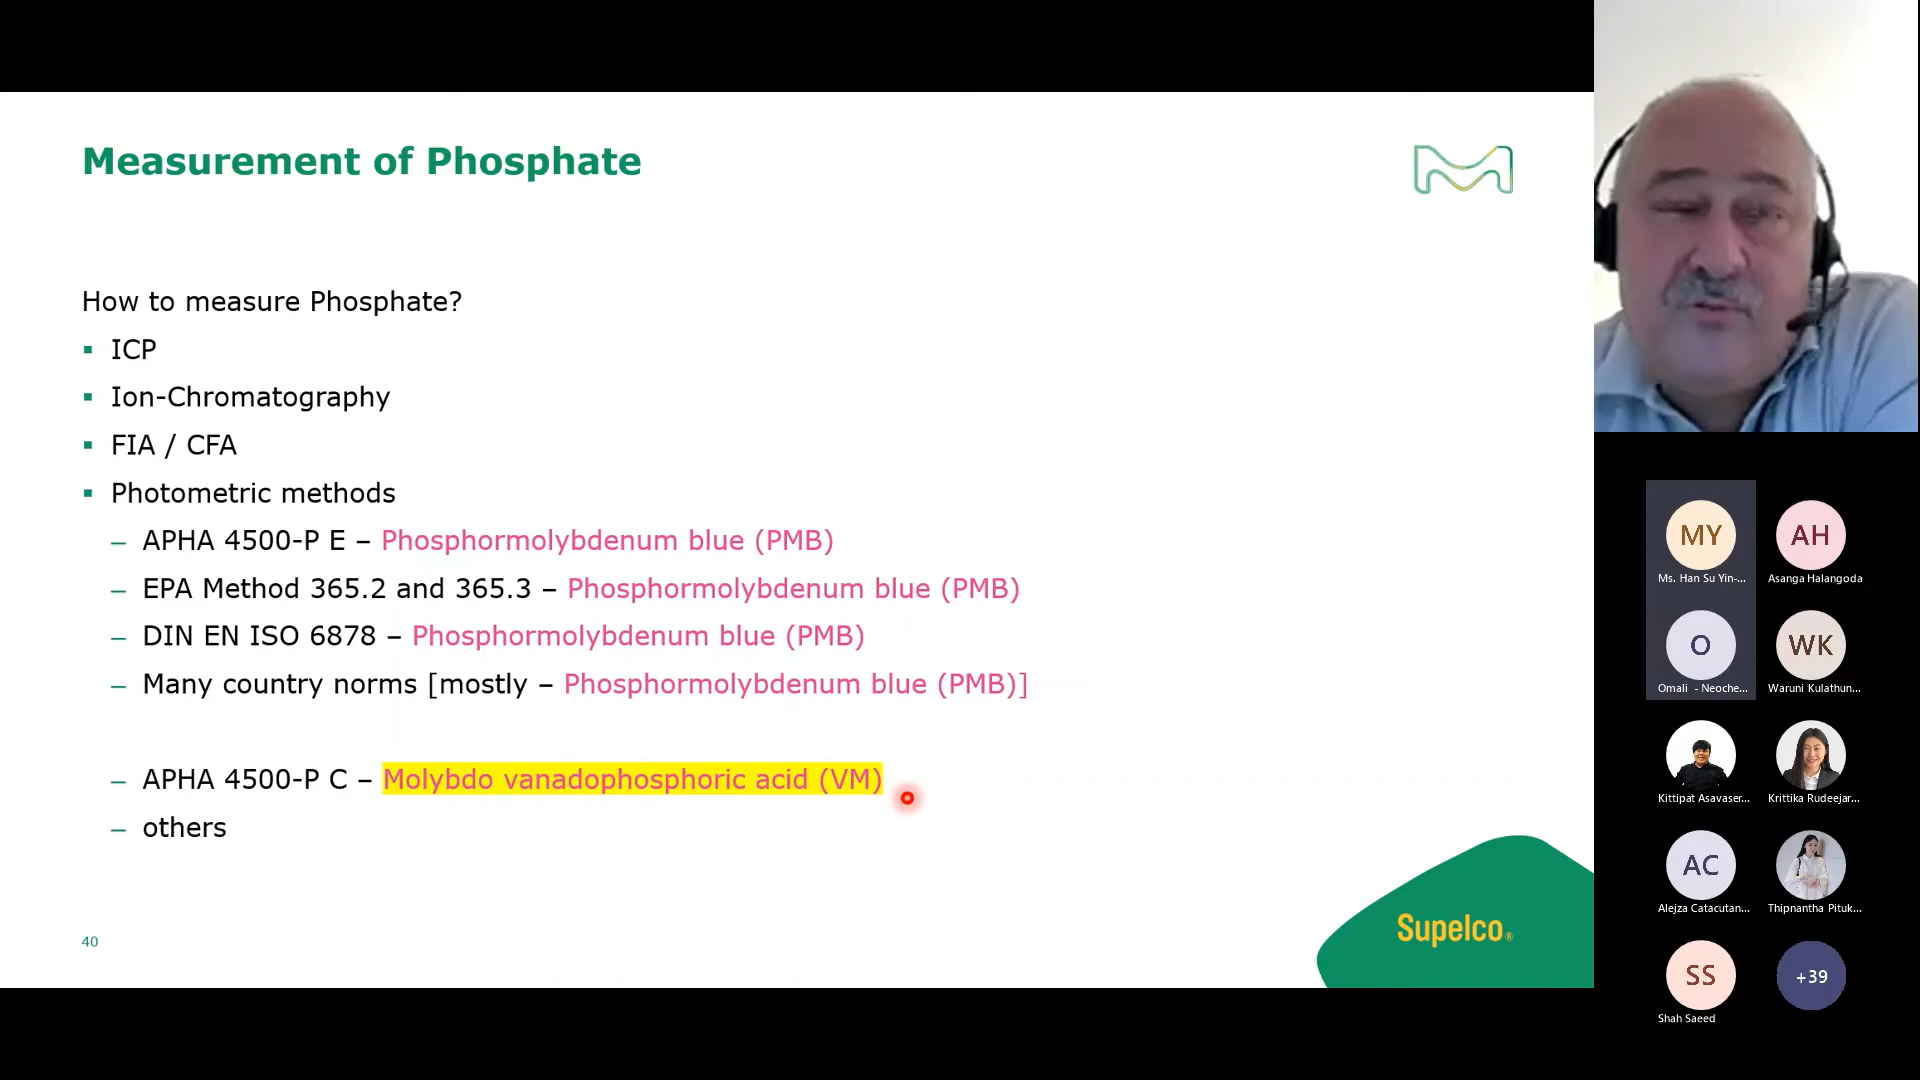 Measurement of Phosphate
How to measure Phosphate?
▪ ICP
▪ Ion-Chromatography
▪ FIA / CFA
▪ Photometric methods
– APHA 4500-P E – Phosphormolybdenum blue (PMB)
– EPA Method 365.2 and 365.3 – Phosphormolybdenum blue (PMB)
– DIN EN ISO 6878 – Phosphormolybdenum blue (PMB)
– Many country norms [mostly – Phosphormolybdenum blue (PMB)]
– APHA 4500-P C – Molybdo vanadophosphoric acid (VM)
– others
40
Supelco®
MY
AH
Ms. Han Su Yin-...
Asanga Halangoda
O
WK
Omali - Neoche...
Waruni Kulathun...
Kittipat Asavaser...
Krittika Rudeejar...
AC
Alejza Catacutan...
Thipnantha Pituk...
SS
+39
Shah Saeed